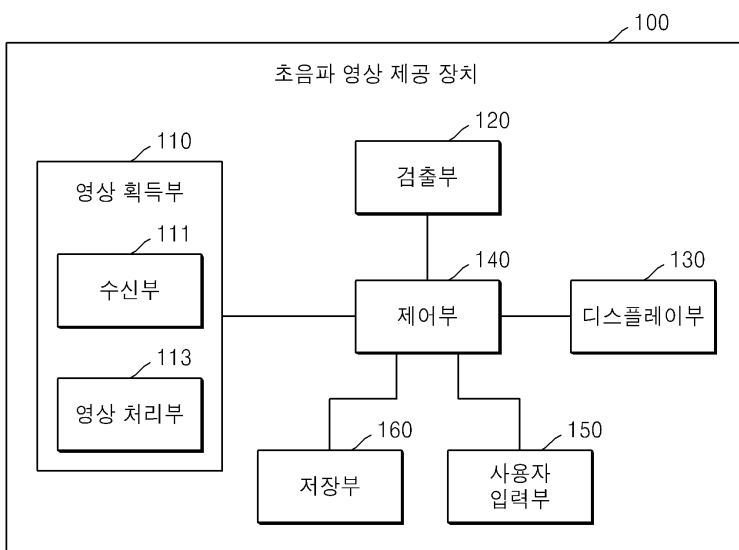 100
초음파 영상 제공 장치
110
영상 획득부
111
수신부
113
영상 처리부
120
검출부
140
제어부
130
디스플레이부
160
저장부
150
사용자
입력부